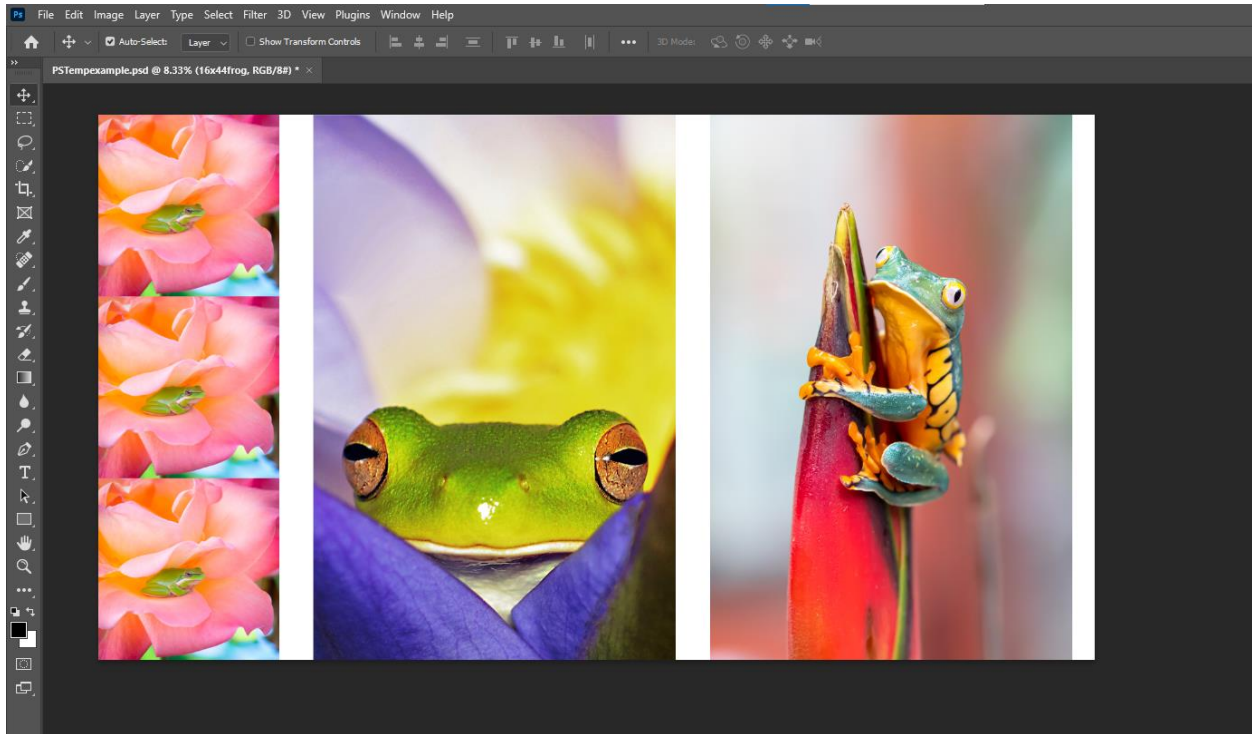 Ps File Edit Image Layer Type Select Filter 3D View Plugins Window Help
Auto-Select: Layer Show Transform Controls 3D Mode:
PSTempexample.psd @ 8.33% (16x44frog, RGB/8#) * ×
T